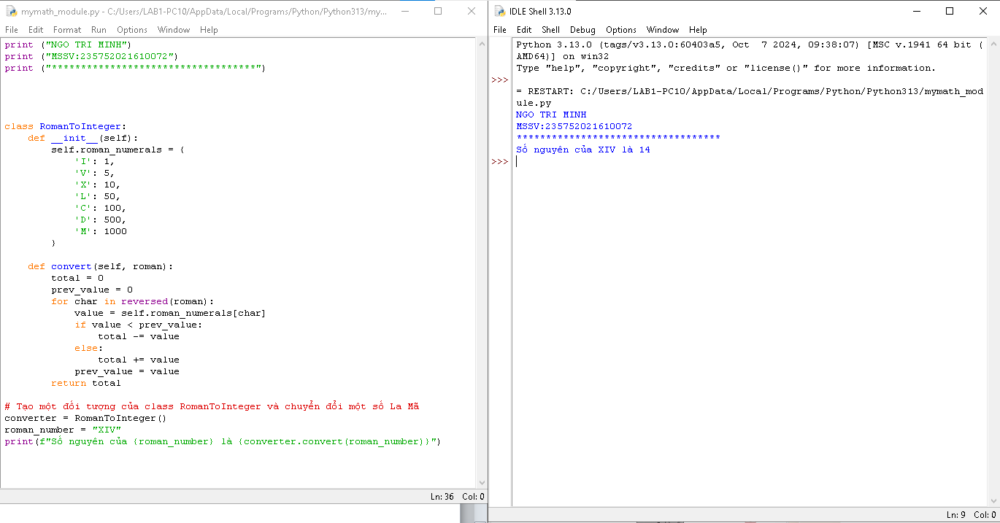 mymath_module.py - C:/Users/LAB1-PC10/AppData/Local/Programs/Python/Python313/my...
File Edit Format Run Options Window Help
print ("NGO TRI MINH")
print ("MSSV:235752021610072")
print ("***********************************")
class RomanToInteger:
    def __init__(self):
        self.roman_numerals = {
            'I': 1,
            'V': 5,
            'X': 10,
            'L': 50,
            'C': 100,
            'D': 500,
            'M': 1000
        }
    def convert(self, roman):
        total = 0
        prev_value = 0
        for char in reversed(roman):
            value = self.roman_numerals[char]
            if value < prev_value:
                total -= value
            else:
                total += value
            prev_value = value
        return total
# Tạo một đối tượng của class RomanToInteger và chuyển đổi một số La Mã
converter = RomanToInteger()
roman_number = "XIV"
print(f"Số nguyên của {roman_number} là {converter.convert(roman_number)}")
Ln: 36 Col: 0
IDLE Shell 3.13.0
File Edit Shell Debug Options Window Help
Python 3.13.0 (tags/v3.13.0:60403a5, Oct  7 2024, 09:38:07) [MSC v.1941 64 bit (
AMD64)] on win32
Type "help", "copyright", "credits" or "license()" for more information.
>>>
= RESTART: C:/Users/LAB1-PC10/AppData/Local/Programs/Python/Python313/mymath_mod
ule.py
NGO TRI MINH
MSSV:235752021610072
***********************************
Số nguyên của XIV là 14
>>>
Ln: 9 Col: 0